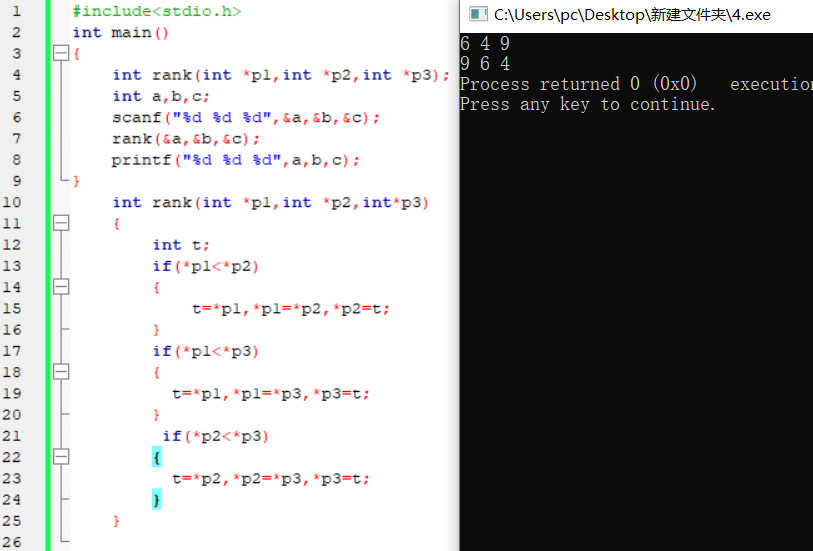 1 #include<stdio.h>
2 int main()
3 {
4 int rank(int *p1,int *p2,int *p3);
5 int a,b,c;
6 scanf("%d %d %d",&a,&b,&c);
7 rank(&a,&b,&c);
8 printf("%d %d %d",a,b,c);
9 }
10 int rank(int *p1,int *p2,int*p3)
11 {
12 int t;
13 if(*p1<*p2)
14 {
15 t=*p1,*p1=*p2,*p2=t;
16 }
17 if(*p1<*p3)
18 {
19 t=*p1,*p1=*p3,*p3=t;
20 }
21 if(*p2<*p3)
22 {
23 t=*p2,*p2=*p3,*p3=t;
24 }
25 }
26
C:\Users\pc\Desktop\新建文件夹\4.exe
6 4 9
9 6 4
Process returned 0 (0x0) execution
Press any key to continue.